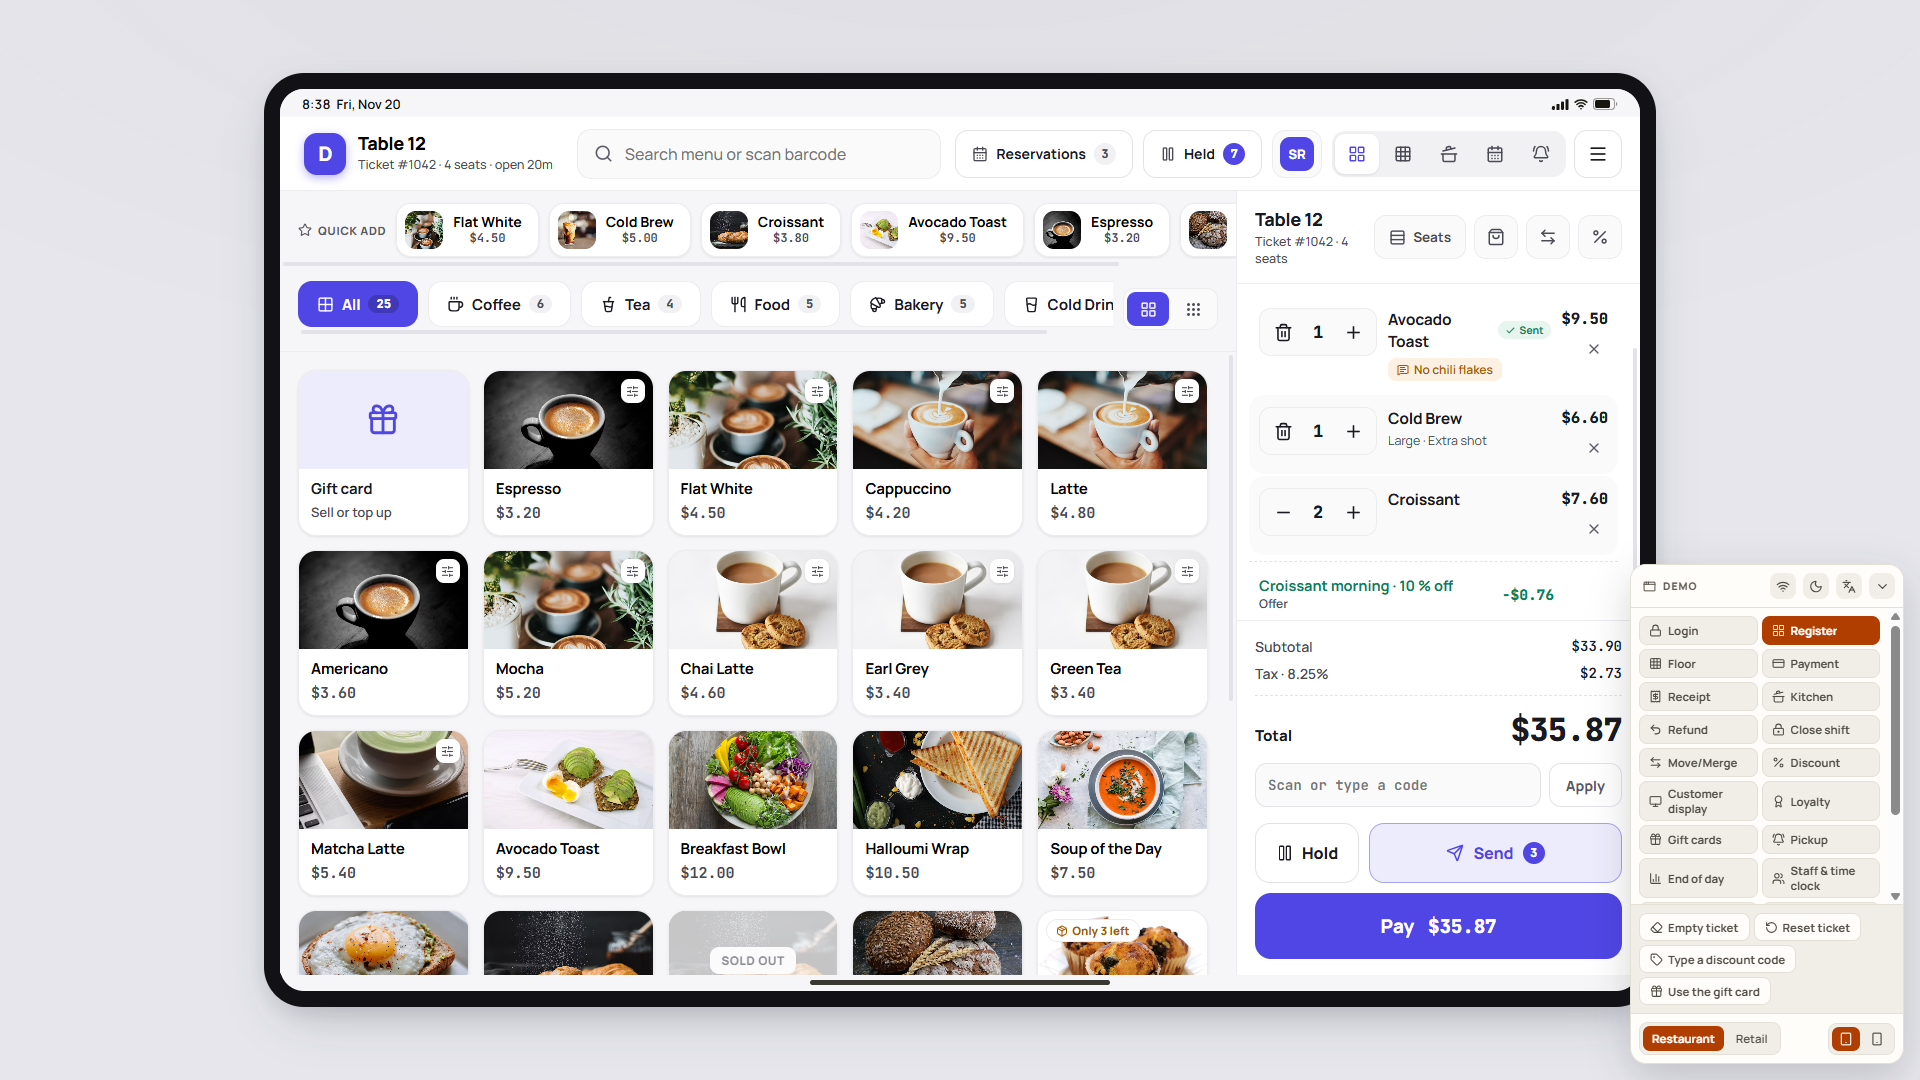 8:38 Fri, Nov 20
D
Table 12
Ticket #1042 · 4 seats · open 20m
Search menu or scan barcode
Reservations 3
Held 7
SR
QUICK ADD
Flat White
$4.50
Cold Brew
$5.00
Croissant
$3.80
Avocado Toast
$9.50
Espresso
$3.20
All 25
Coffee 6
Tea 4
Food 5
Bakery 5
Cold Drin
Gift card
Sell or top up
Espresso
$3.20
Flat White
$4.50
Cappuccino
$4.20
Latte
$4.80
Americano
$3.60
Mocha
$5.20
Chai Latte
$4.60
Earl Grey
$3.40
Green Tea
$3.40
Matcha Latte
$5.40
Avocado Toast
$9.50
Breakfast Bowl
$12.00
Halloumi Wrap
$10.50
Soup of the Day
$7.50
SOLD OUT
Only 3 left
Table 12
Ticket #1042 · 4
seats
Seats
1
Avocado
Toast
Sent
$9.50
No chili flakes
1
Cold Brew
$6.60
Large · Extra shot
2
Croissant
$7.60
Croissant morning · 10 % off
-$0.76
Offer
Subtotal
$33.90
Tax · 8.25%
$2.73
Total
$35.87
Scan or type a code
Apply
Hold
Send 3
Pay $35.87
DEMO
Login
Register
Floor
Payment
Receipt
Kitchen
Refund
Close shift
Move/Merge
Discount
Customer
display
Loyalty
Gift cards
Pickup
End of day
Staff & time
clock
Empty ticket
Reset ticket
Type a discount code
Use the gift card
Restaurant
Retail